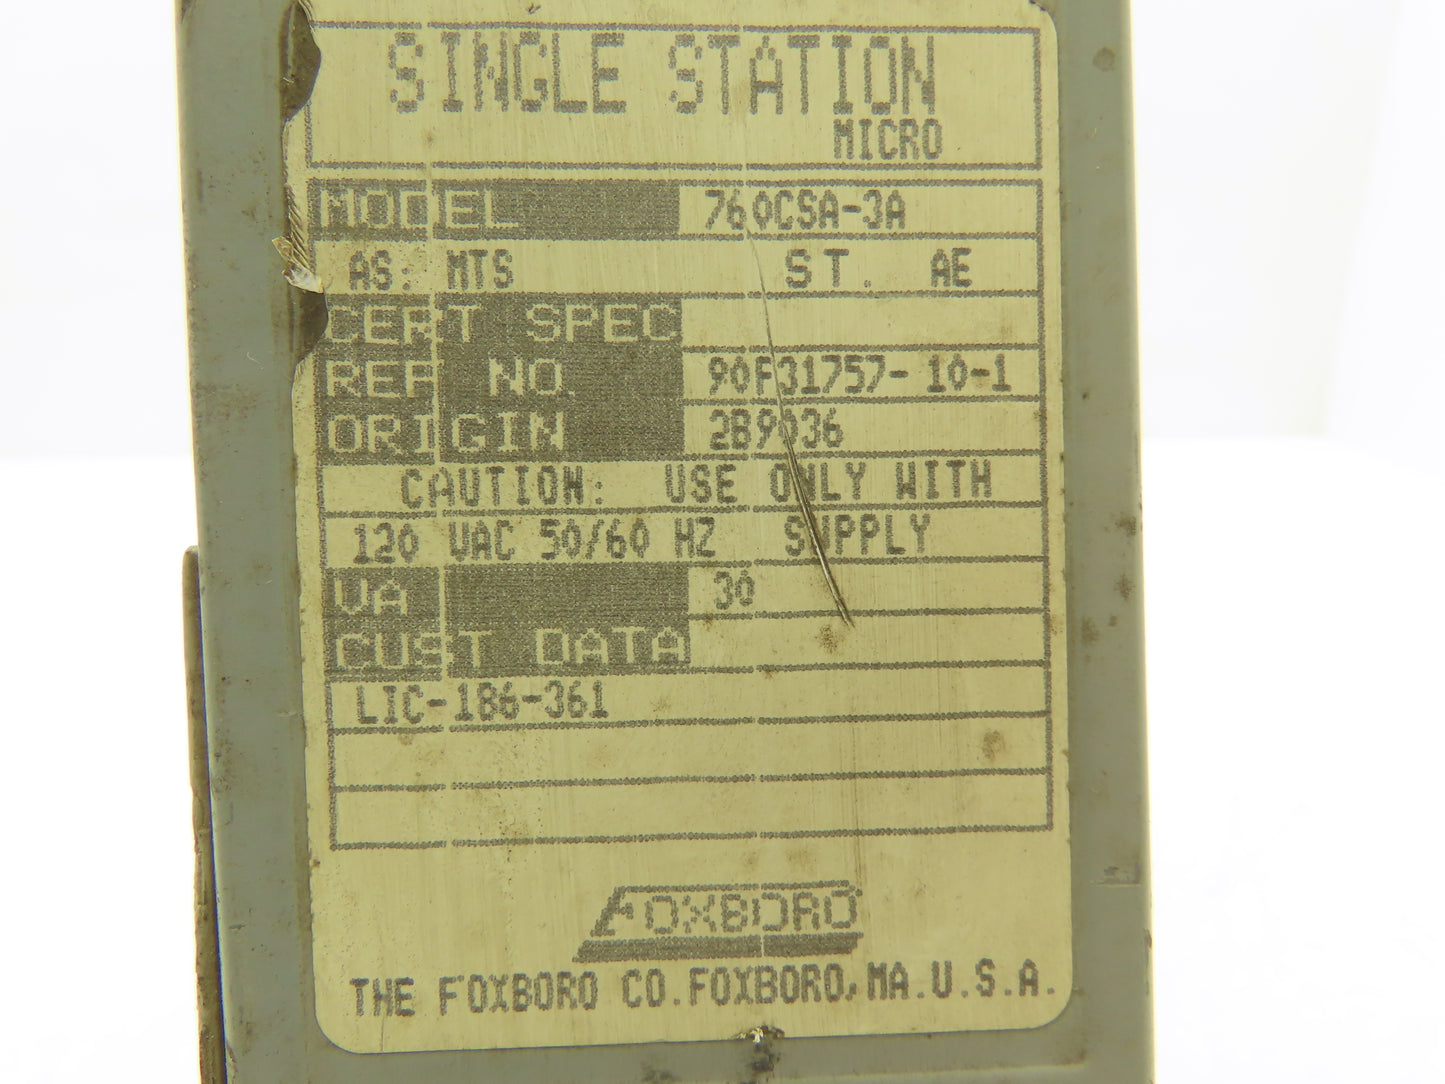 SINGLE STATION
MICRO
MODEL 760CSA-3A
AS: MTS ST. AE
CERT SPEC
REF NO. 90F31757-10-1
ORIGIN 2B9036
CAUTION: USE ONLY WITH
120 VAC 50/60 HZ SUPPLY
VA 30
CUST DATA
LIC-186-361
FOXBORO
THE FOXBORO CO. FOXBORO, MA. U.S.A.